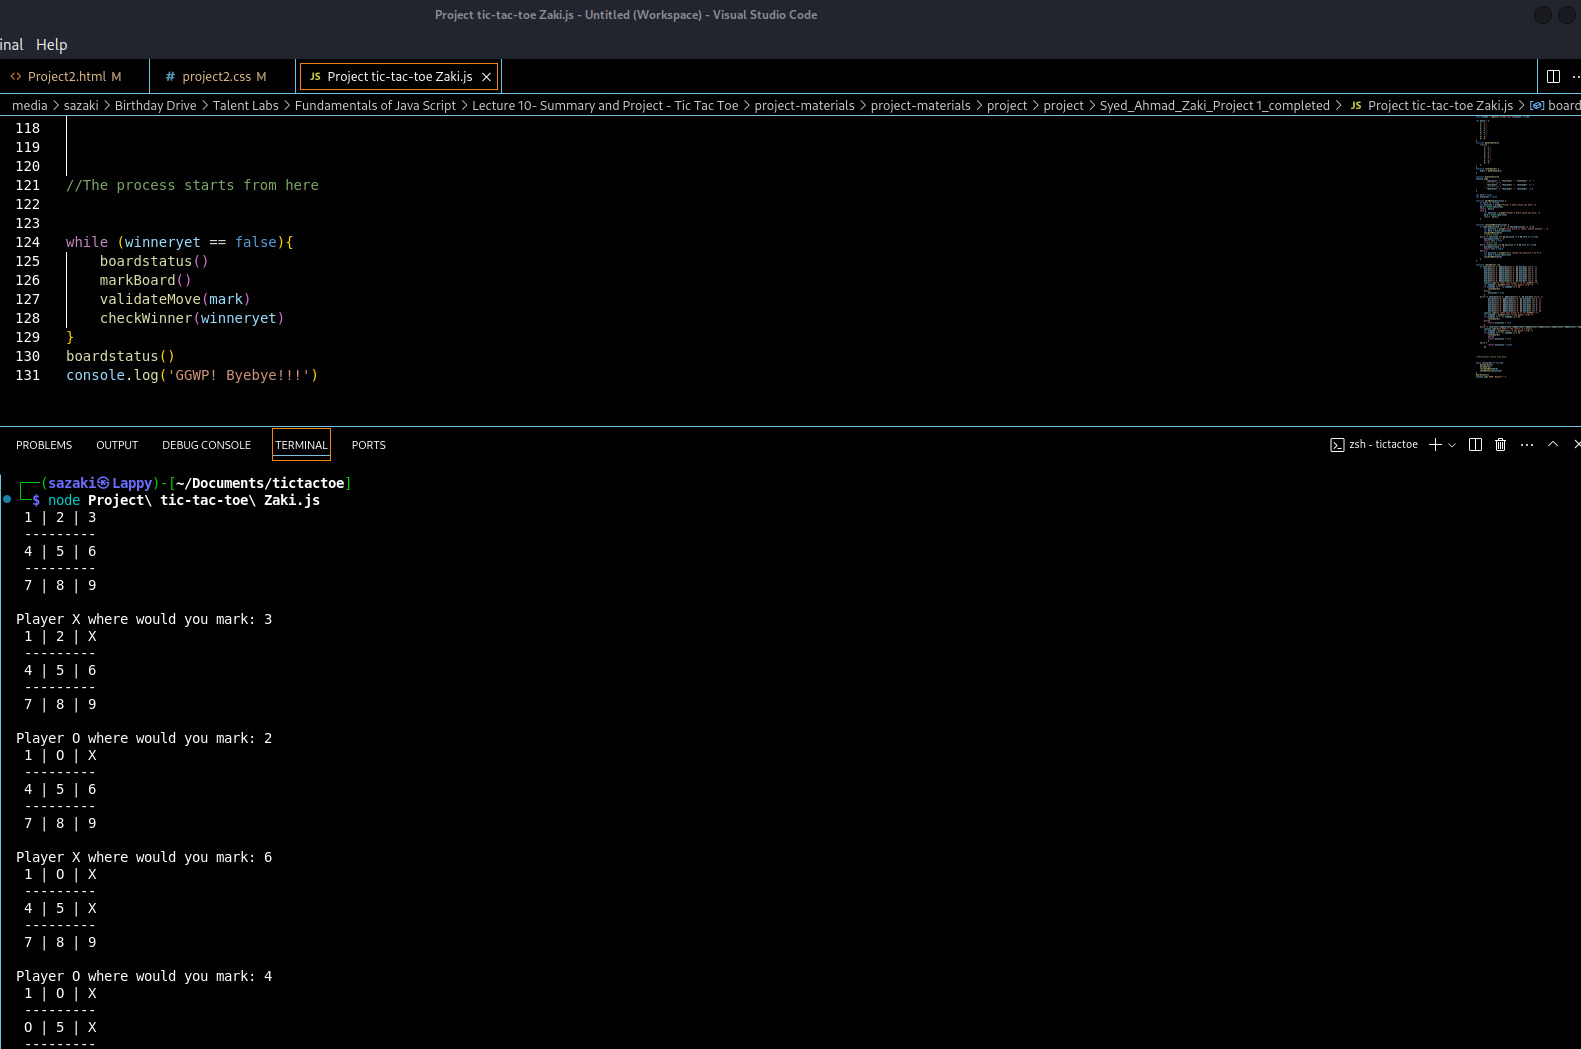 Project tic-tac-toe Zaki.js - Untitled (Workspace) - Visual Studio Code
inal Help
<> Project2.html M # project2.css M JS Project tic-tac-toe Zaki.js ×
media > sazaki > Birthday Drive > Talent Labs > Fundamentals of Java Script > Lecture 10- Summary and Project - Tic Tac Toe > project-materials > project-materials > project > project > Syed_Ahmad_Zaki_Project 1_completed > JS Project tic-tac-toe Zaki.js > board
118
119
120
121 //The process starts from here
122
123
124 while (winneryet == false){
125 boardstatus()
126 markBoard()
127 validateMove(mark)
128 checkWinner(winneryet)
129 }
130 boardstatus()
131 console.log('GGWP! Byebye!!!')
PROBLEMS OUTPUT DEBUG CONSOLE TERMINAL PORTS zsh - tictactoe
(sazaki㉿Lappy)-[~/Documents/tictactoe]
$ node Project\ tic-tac-toe\ Zaki.js
1 | 2 | 3
---------
4 | 5 | 6
---------
7 | 8 | 9
Player X where would you mark: 3
1 | 2 | X
---------
4 | 5 | 6
---------
7 | 8 | 9
Player O where would you mark: 2
1 | O | X
---------
4 | 5 | 6
---------
7 | 8 | 9
Player X where would you mark: 6
1 | O | X
---------
4 | 5 | X
---------
7 | 8 | 9
Player O where would you mark: 4
1 | O | X
---------
O | 5 | X
---------